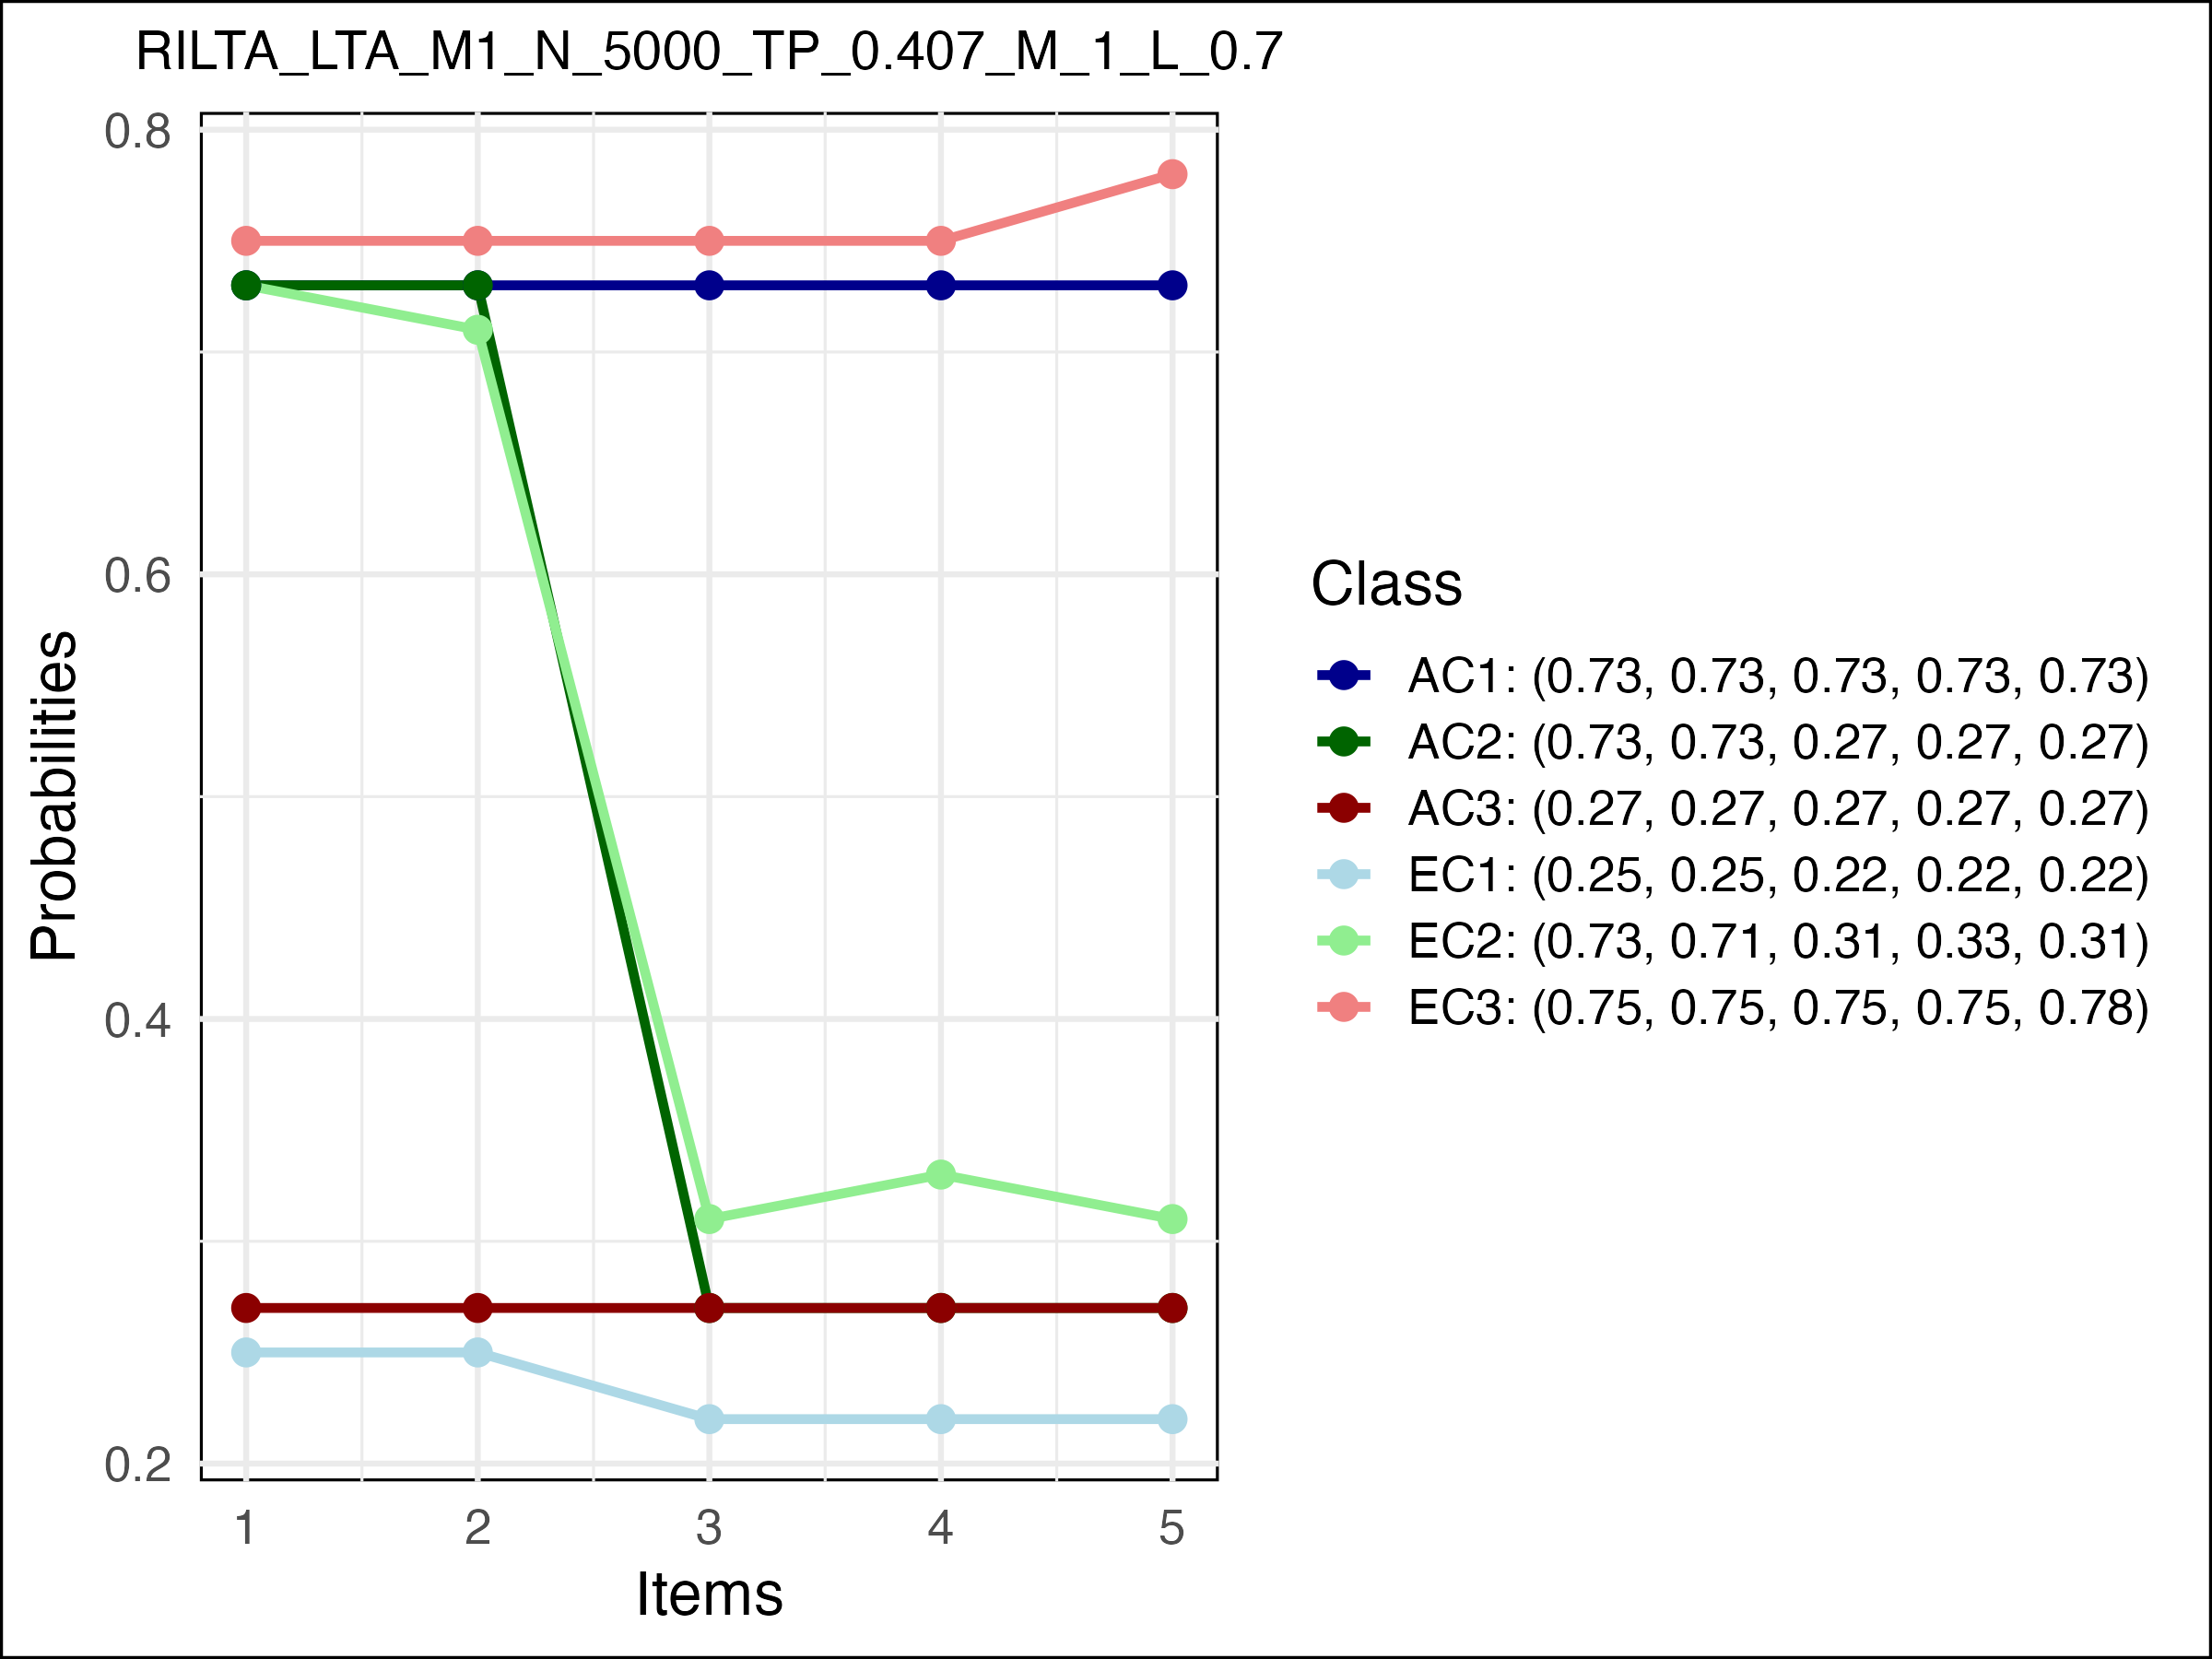 RILTA_LTA_M1_N_5000_TP_0.407_M_1_L_0.7
0.8
0.6
0.4
0.2
Probabilities
1 2 3 4 5
Items
Class
AC1: (0.73, 0.73, 0.73, 0.73, 0.73)
AC2: (0.73, 0.73, 0.27, 0.27, 0.27)
AC3: (0.27, 0.27, 0.27, 0.27, 0.27)
EC1: (0.25, 0.25, 0.22, 0.22, 0.22)
EC2: (0.73, 0.71, 0.31, 0.33, 0.31)
EC3: (0.75, 0.75, 0.75, 0.75, 0.78)